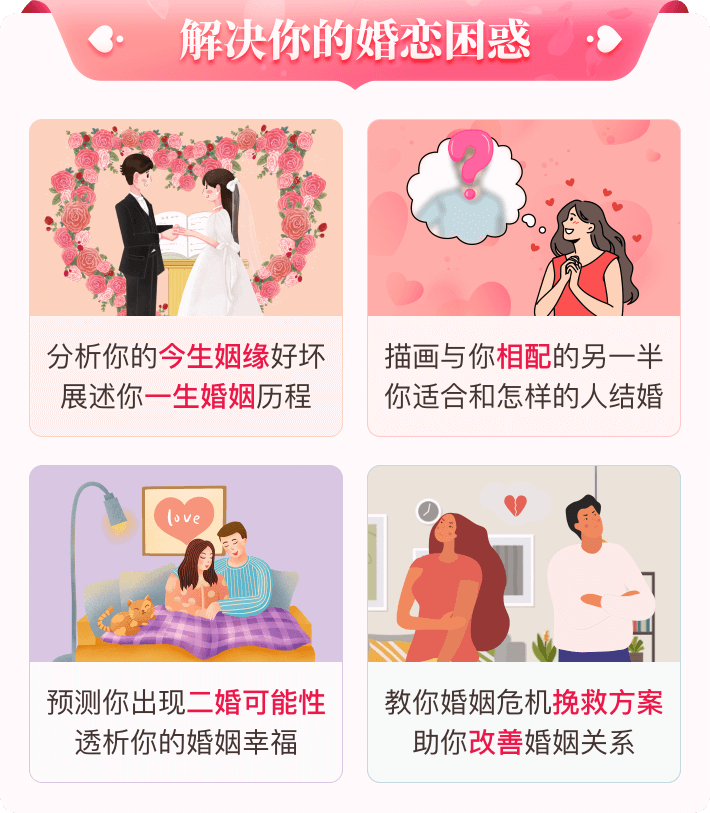 解决你的婚恋困惑
分析你的今生姻缘好坏
展述你一生婚姻历程
描画与你相配的另一半
你适合和怎样的人结婚
love
预测你出现二婚可能性
透析你的婚姻幸福
教你婚姻危机挽救方案
助你改善婚姻关系